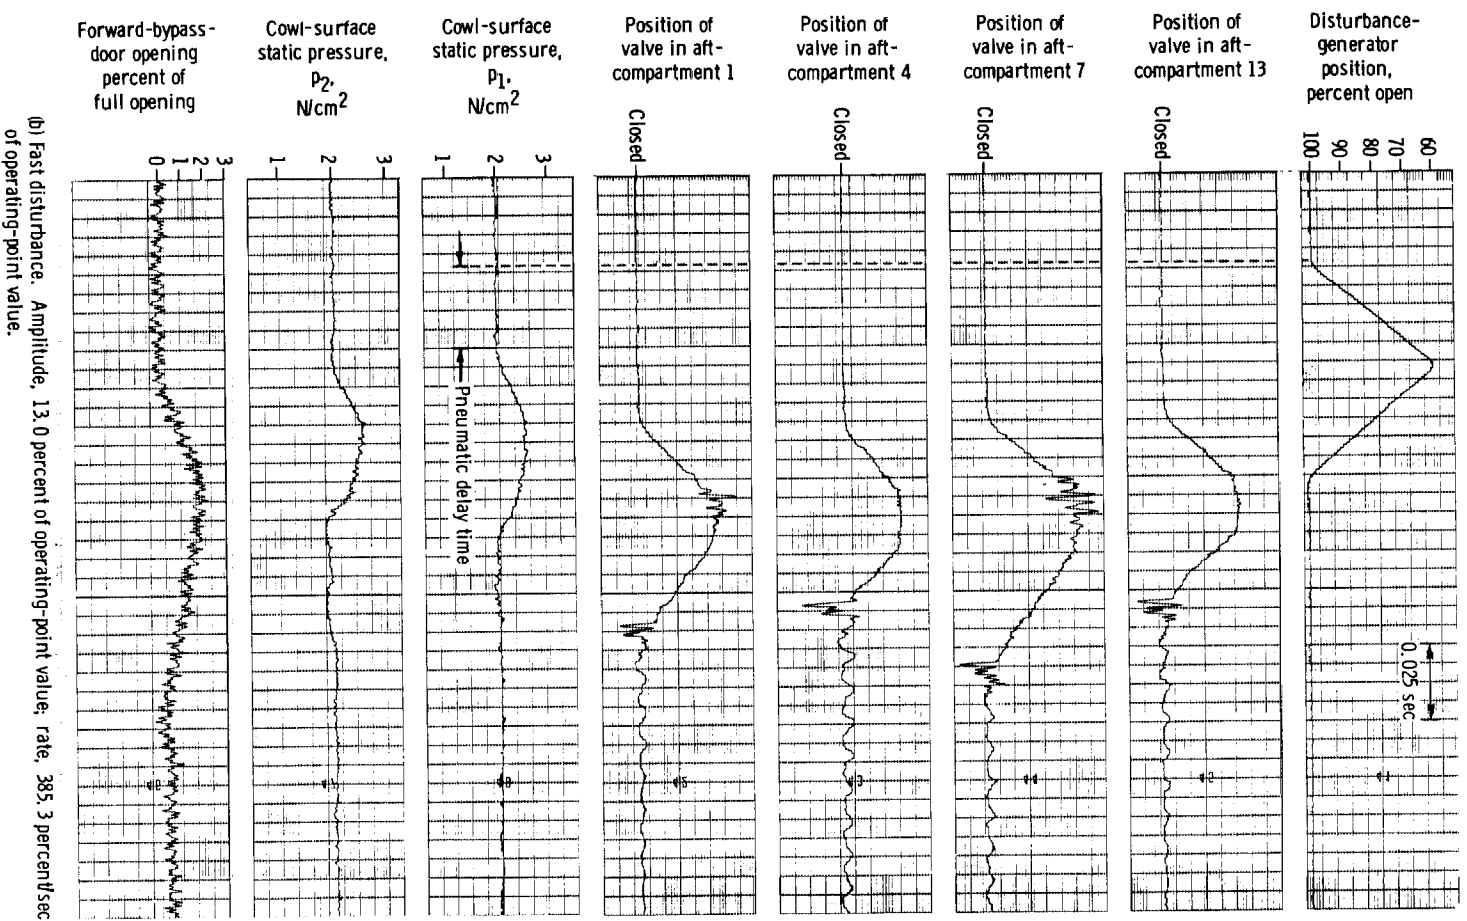 Forward-bypass-
door opening
percent of
full opening
Cowl-surface
static pressure,
p2,
N/cm2
Cowl-surface
static pressure,
p1,
N/cm2
Position of
valve in aft-
compartment 1
Position of
valve in aft-
compartment 4
Position of
valve in aft-
compartment 7
Position of
valve in aft-
compartment 13
Disturbance-
generator
position,
percent open
0 1 2 3
1 2 3
1 2 3
Closed
Closed
Closed
Closed
100 90 80 70 60
Pneumatic delay time
0.025 sec
(b) Fast disturbance. Amplitude, 13.0 percent of operating-point value; rate, 385.3 percent/sec
of operating-point value.